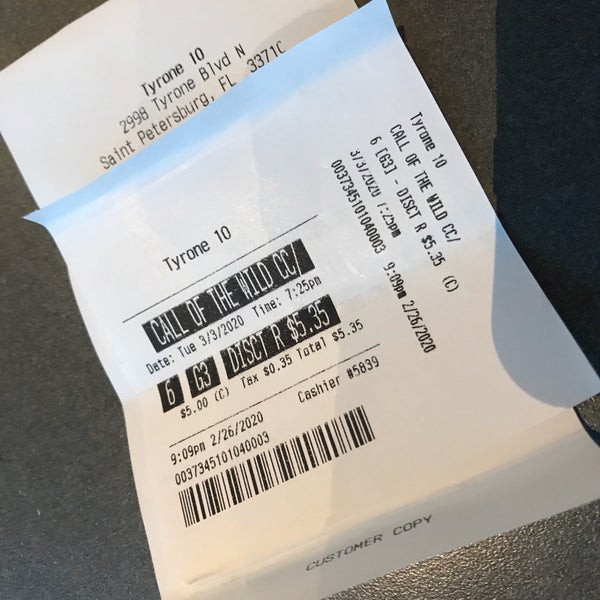 Tyrone 10
2998 Tyrone Blvd N
Saint Petersburg, FL 3371C
Tyrone 10
CALL OF THE WILD CC/
Date: Tue 3/3/2020 Time: 7:25pm
6 G3 DISCT R $5.35
$5.00 (C) Tax $0.35 Total $5.35
Cashier #5839
9:09pm 2/26/2020
0037345101040003
Tyrone 10
CALL OF THE WILD CC/
6 [G3] - DISCT R $5.35 (C)
3/3/2020 7:25pm
0037345101040003 9:09pm 2/26/2020
CUSTOMER COPY